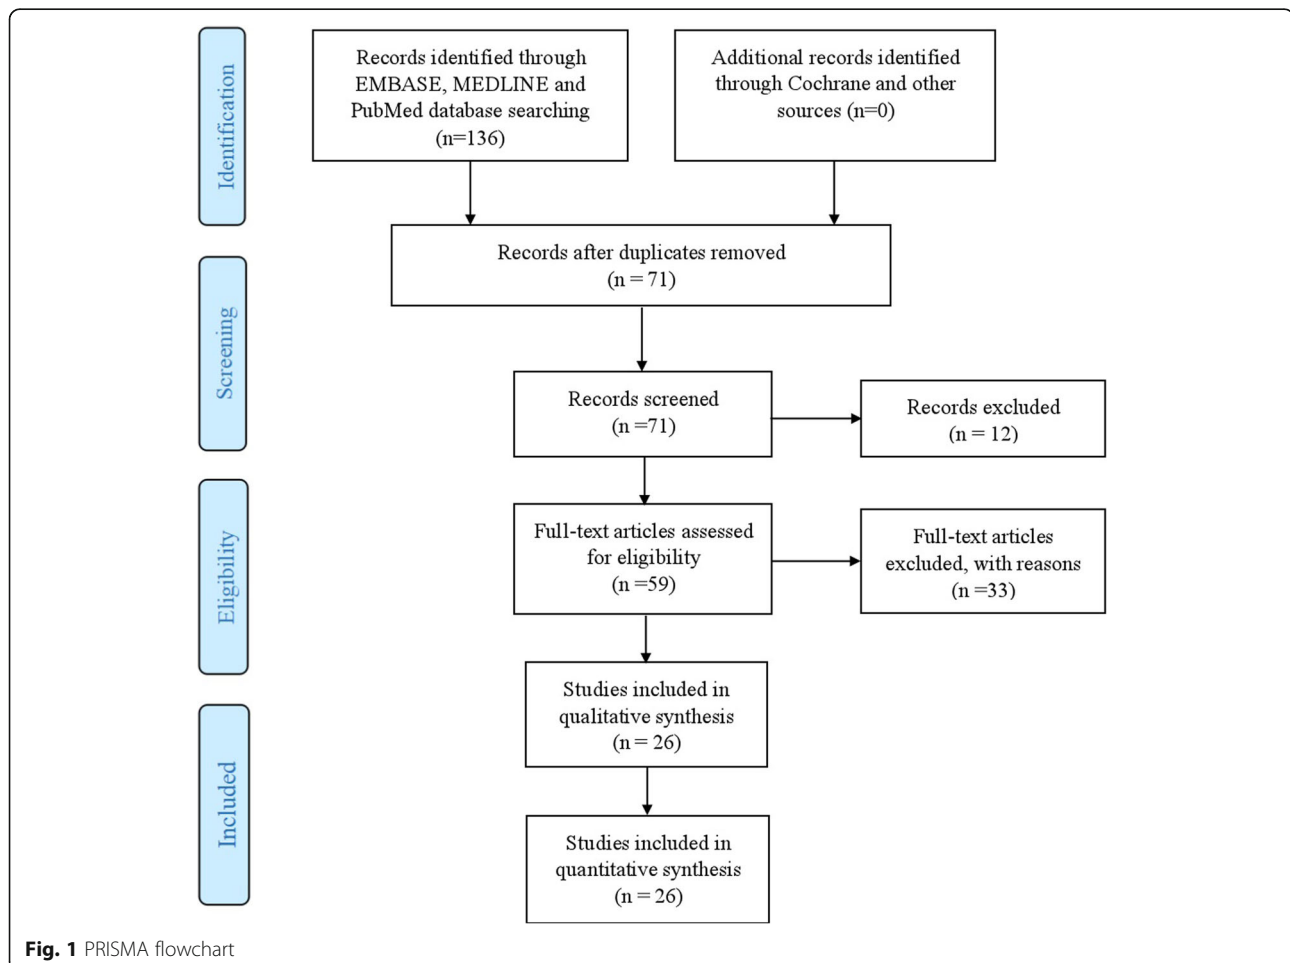 Identification
Records identified through
EMBASE, MEDLINE and
PubMed database searching
(n=136)
Additional records identified
through Cochrane and other
sources (n=0)
Records after duplicates removed
(n = 71)
Screening
Records screened
(n =71)
Records excluded
(n = 12)
Eligibility
Full-text articles assessed
for eligibility
(n =59)
Full-text articles
excluded, with reasons
(n =33)
Studies included in
qualitative synthesis
(n = 26)
Included
Studies included in
quantitative synthesis
(n = 26)
Fig. 1 PRISMA flowchart